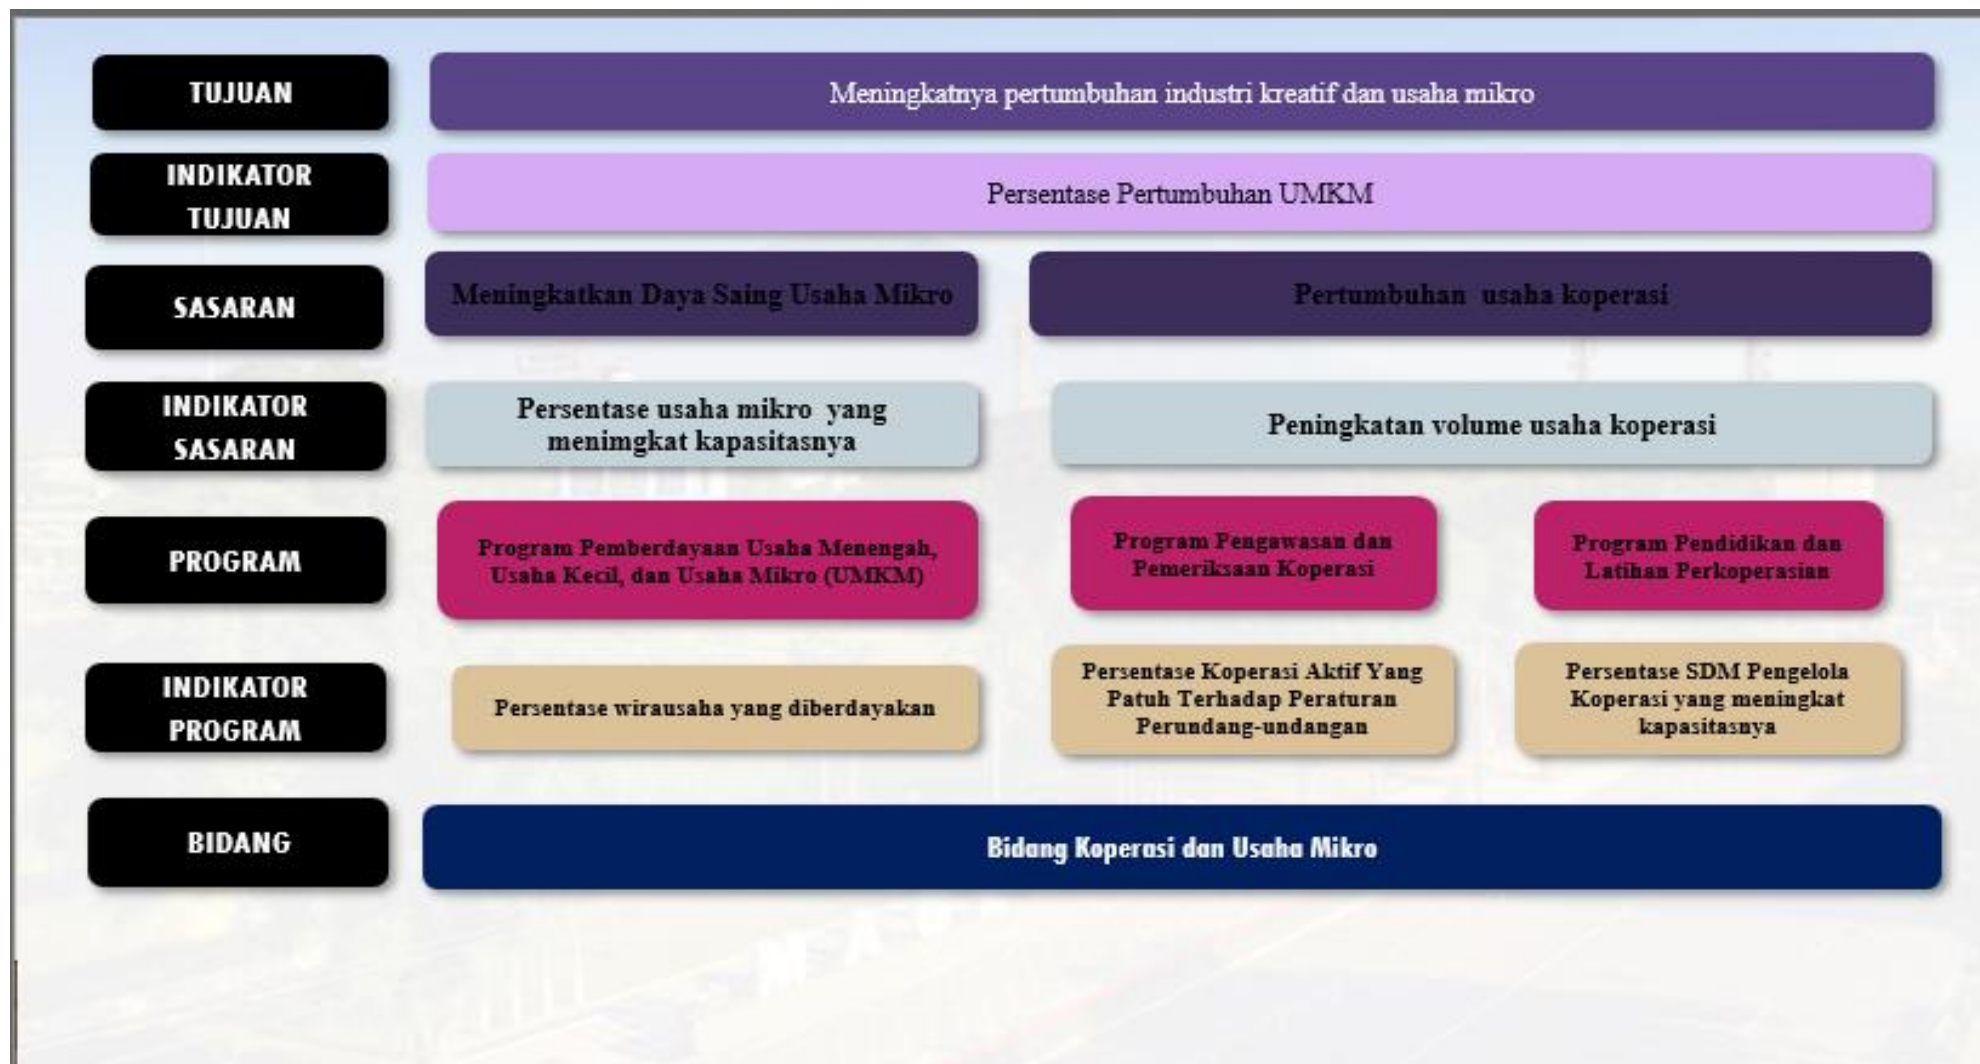 TUJUAN
Meningkatnya pertumbuhan industri kreatif dan usaha mikro
INDIKATOR
TUJUAN
Persentase Pertumbuhan UMKM
SASARAN
Meningkatkan Daya Saing Usaha Mikro
Pertumbuhan usaha koperasi
INDIKATOR
SASARAN
Persentase usaha mikro yang
menimgkat kapasitasnya
Peningkatan volume usaha koperasi
PROGRAM
Program Pemberdayaan Usaha Menengah,
Usaha Kecil, dan Usaha Mikro (UMKM)
Program Pengawasan dan
Pemeriksaan Koperasi
Program Pendidikan dan
Latihan Perkoperasian
INDIKATOR
PROGRAM
Persentase wirausaha yang diberdayakan
Persentase Koperasi Aktif Yang
Patuh Terhadap Peraturan
Perundang-undangan
Persentase SDM Pengelola
Koperasi yang meningkat
kapasitasnya
BIDANG
Bidang Koperasi dan Usaha Mikro